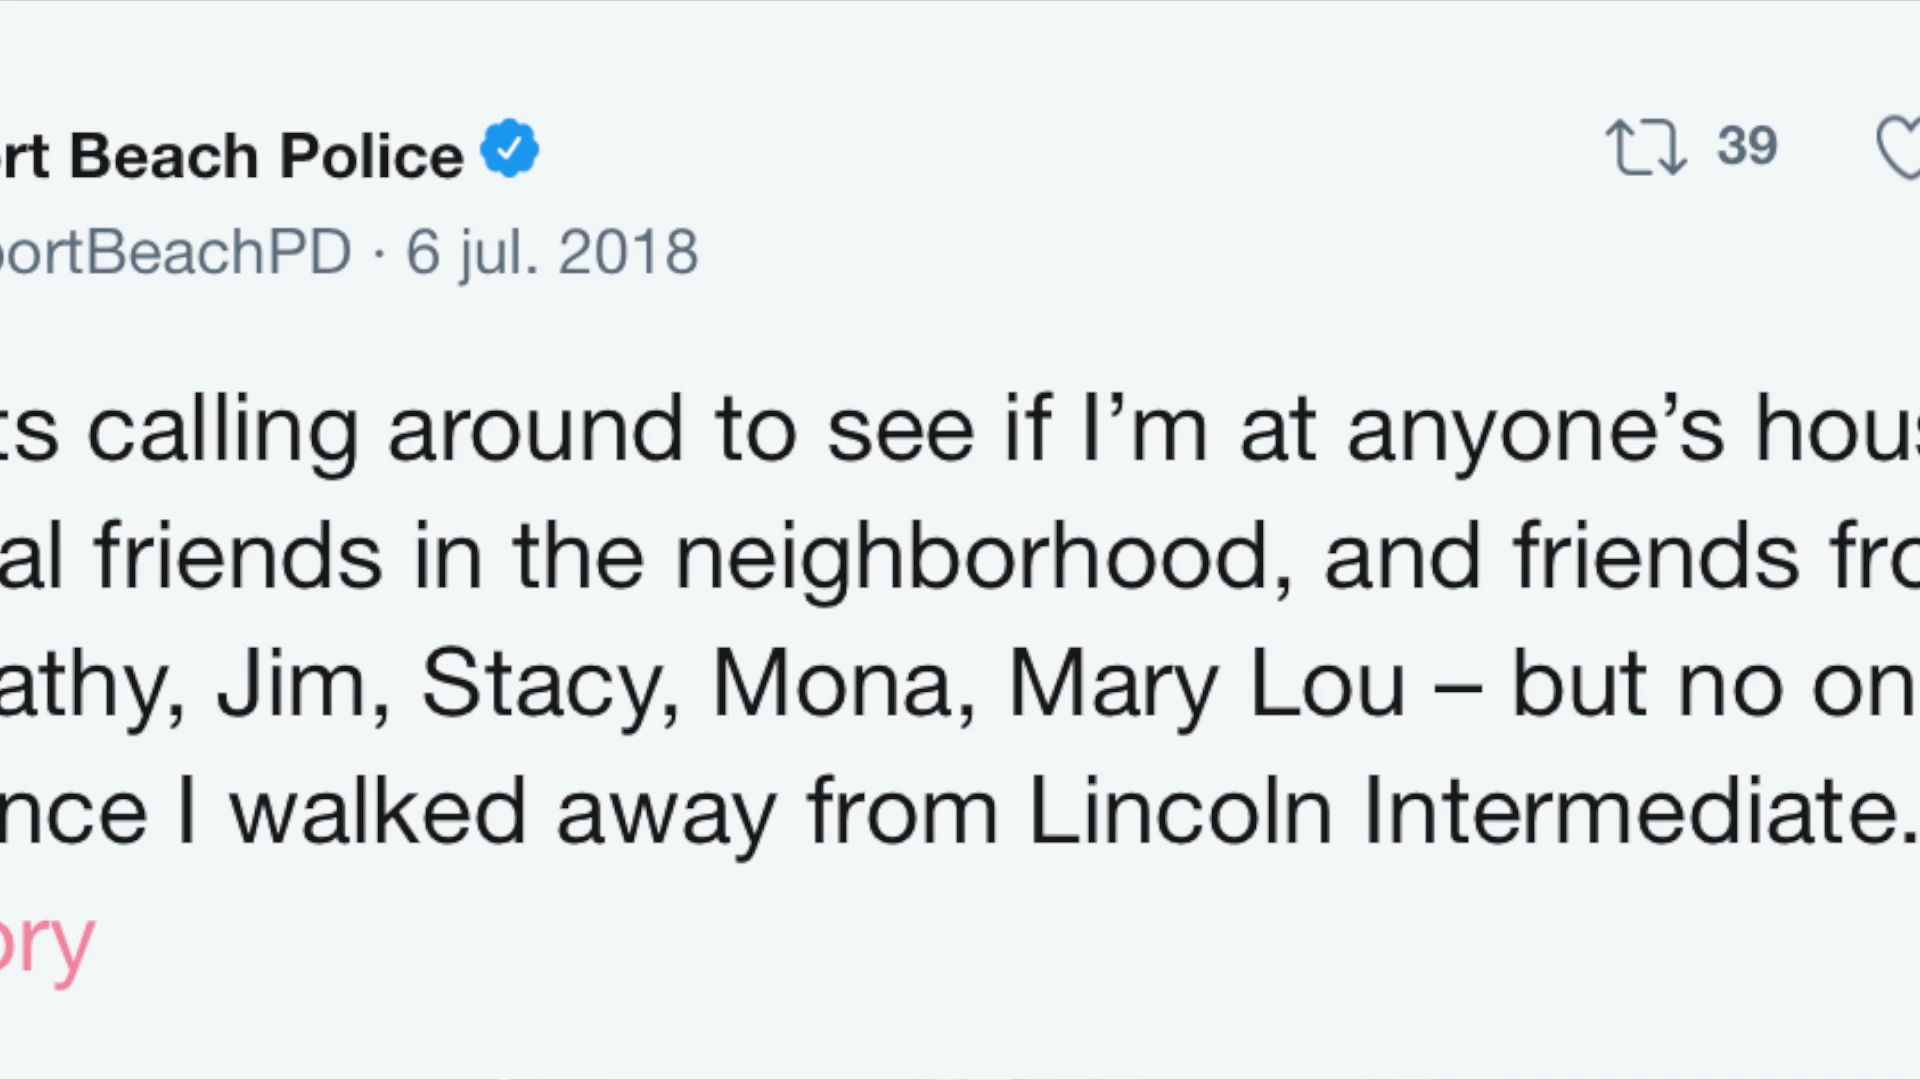 rt Beach Police 39
ortBeachPD · 6 jul. 2018
ts calling around to see if I’m at anyone’s hous
al friends in the neighborhood, and friends fro
athy, Jim, Stacy, Mona, Mary Lou – but no on
nce I walked away from Lincoln Intermediate.
ory